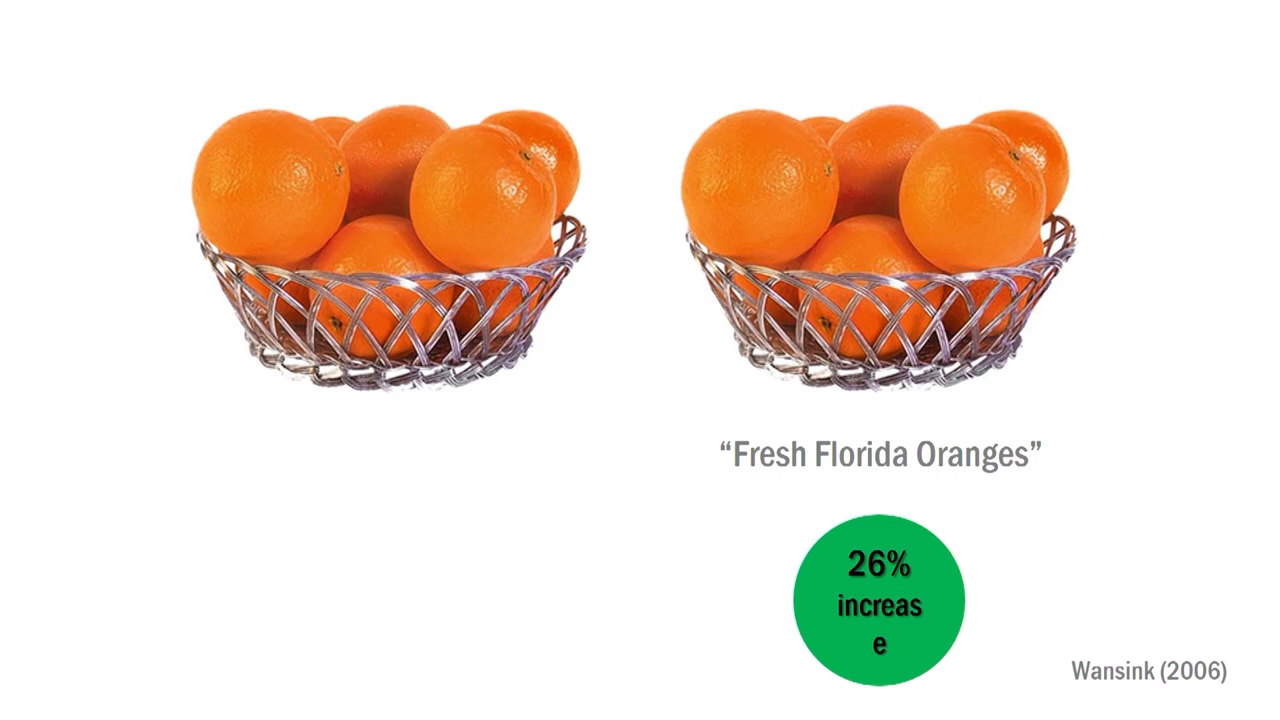 “Fresh Florida Oranges”
26%
increas
e
Wansink (2006)